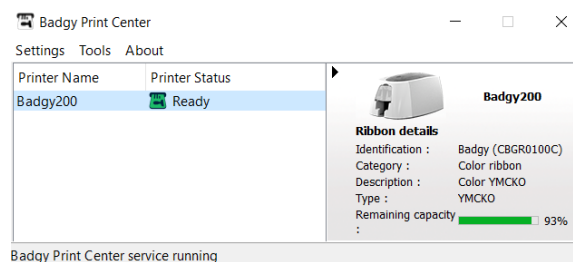 Badgy Print Center
Settings Tools About
Printer Name Printer Status
Badgy200 Ready
Badgy200
Ribbon details
Identification : Badgy (CBGR0100C)
Category : Color ribbon
Description : Color YMCKO
Type : YMCKO
Remaining capacity : 93%
Badgy Print Center service running